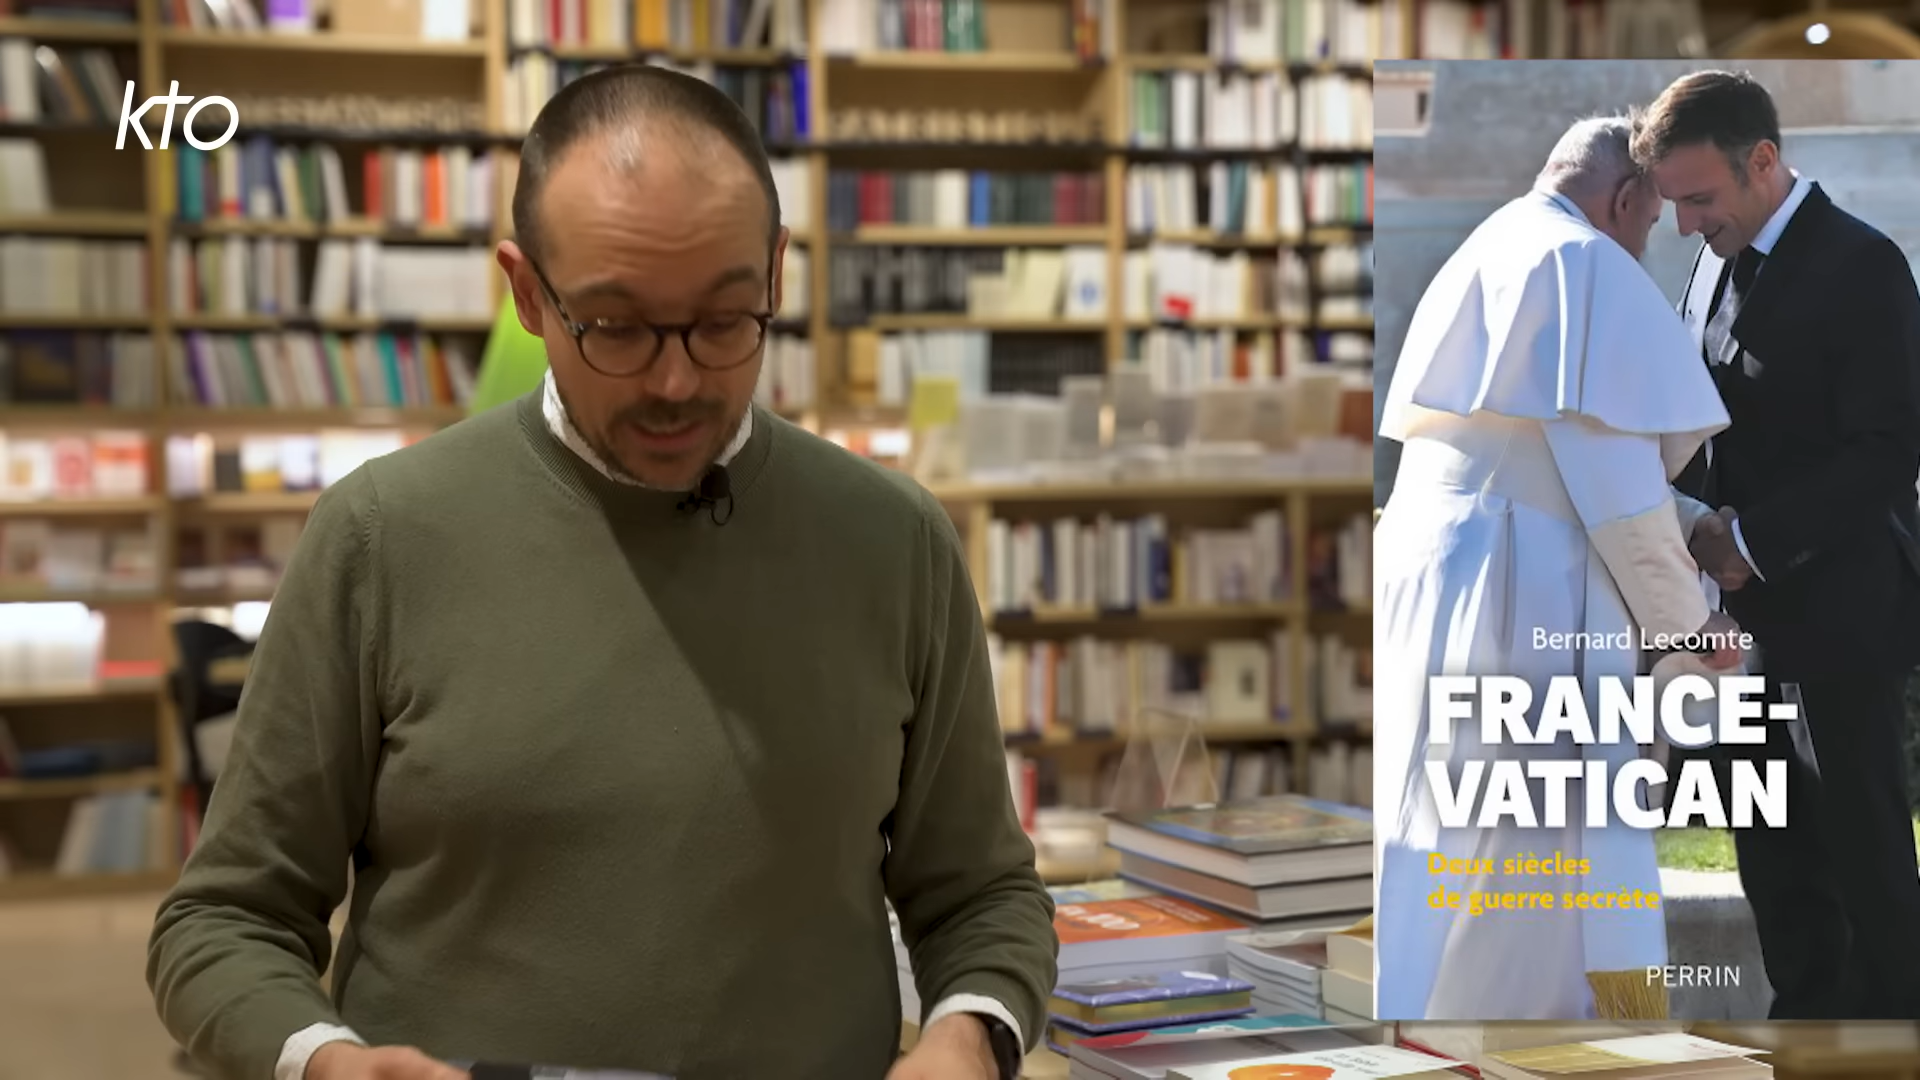 kto
Bernard Lecomte
FRANCE-
VATICAN
Deux siècles
de guerre secrète
PERRIN